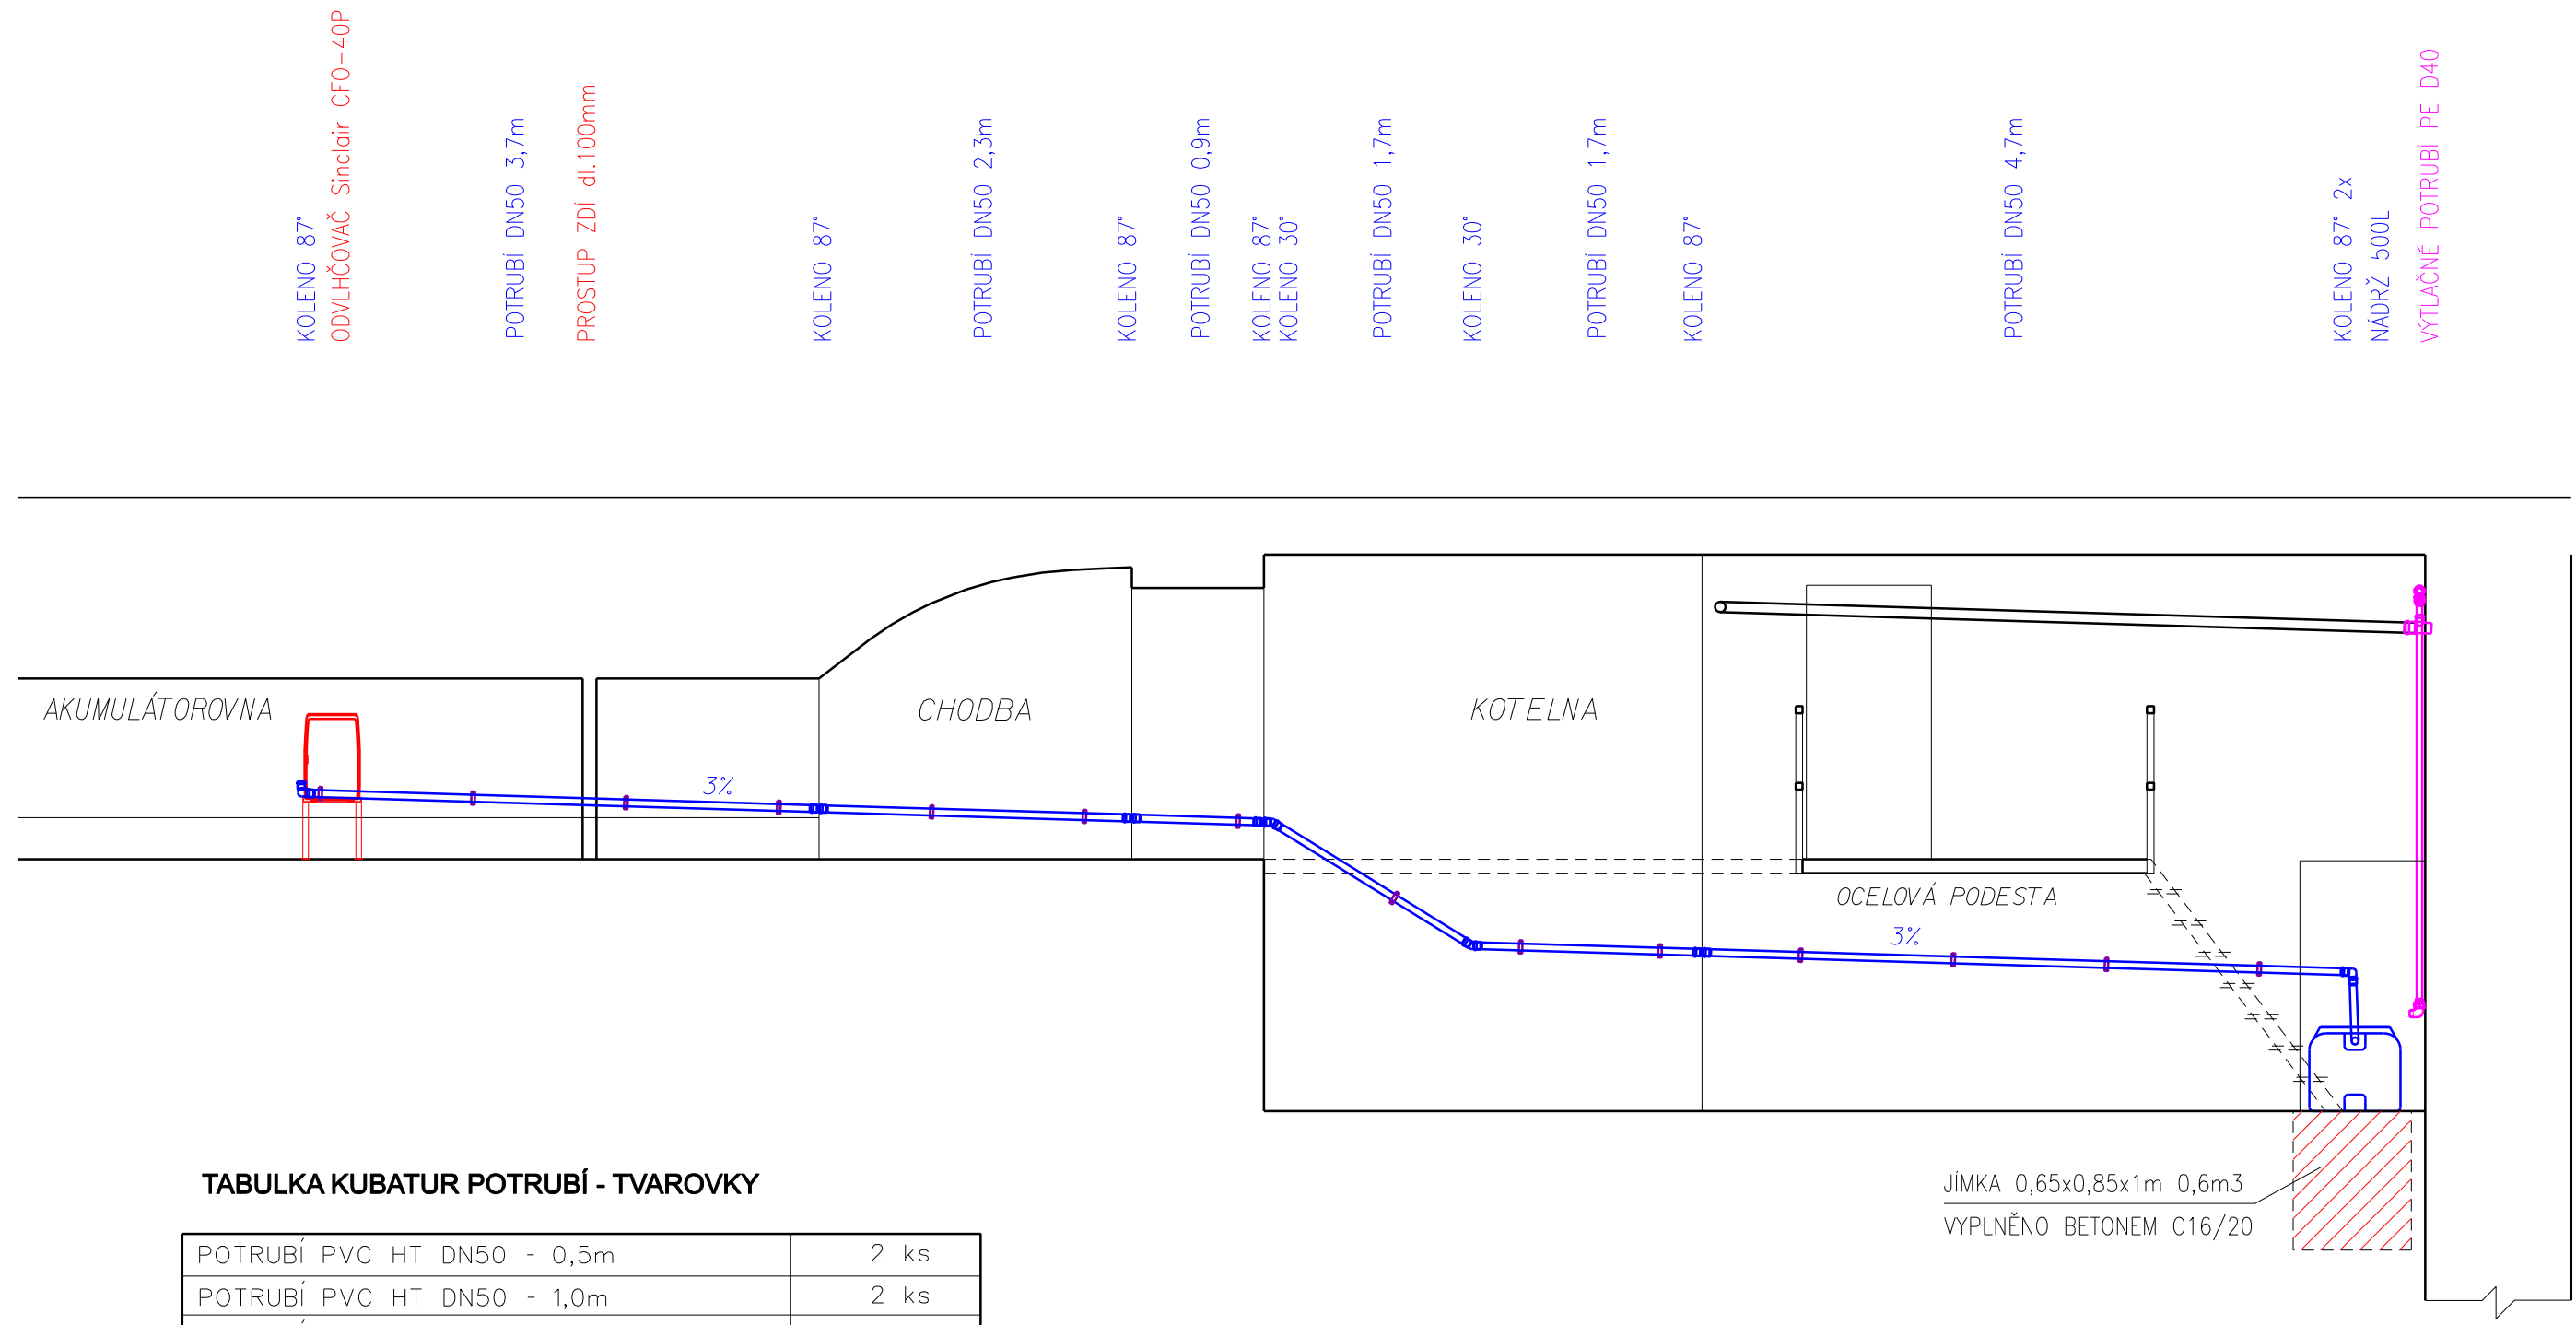 KOLENO 87°
ODVLHČOVAČ Sinclair CFO-40P
POTRUBÍ DN50 3,7m
PROSTUP ZDÍ dl.100mm
KOLENO 87°
POTRUBÍ DN50 2,3m
KOLENO 87°
POTRUBÍ DN50 0,9m
KOLENO 87°
KOLENO 30°
POTRUBÍ DN50 1,7m
KOLENO 30°
POTRUBÍ DN50 1,7m
KOLENO 87°
POTRUBÍ DN50 4,7m
KOLENO 87° 2x
NÁDRŽ 500L
VÝTLAČNÉ POTRUBÍ PE D40
AKUMULÁTOROVNA
CHODBA
KOTELNA
3%
OCELOVÁ PODESTA
3%
JÍMKA 0,65x0,85x1m 0,6m3
VYPLNĚNO BETONEM C16/20
TABULKA KUBATUR POTRUBÍ - TVAROVKY
POTRUBÍ PVC HT DN50 - 0,5m 2 ks
POTRUBÍ PVC HT DN50 - 1,0m 2 ks